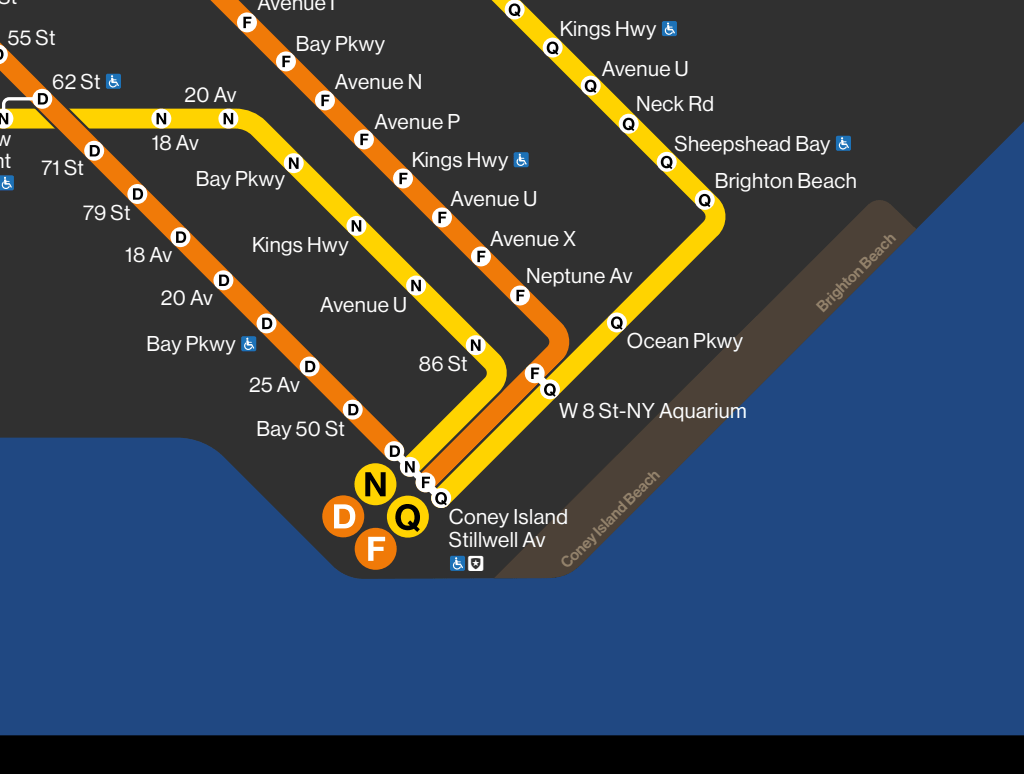 St
Avenue I
Q
Kings Hwy
Q
F
55 St
D
Bay Pkwy
F
Avenue U
Q
62 St
D
Avenue N
F
20 Av
Neck Rd
Q
N
N
N
18 Av
Avenue P
F
Sheepshead Bay
Q
D
71 St
Kings Hwy
F
N
Bay Pkwy
Brighton Beach
Q
D
79 St
Avenue U
F
N
Kings Hwy
D
18 Av
Avenue X
F
Brighton Beach
D
20 Av
Neptune Av
F
N
Avenue U
D
Bay Pkwy
Q
Ocean Pkwy
N
86 St
D
25 Av
F
Q
W 8 St-NY Aquarium
D
Bay 50 St
D
N
F
Q
N
D
Q
F
Coney Island
Stillwell Av
Coney Island Beach